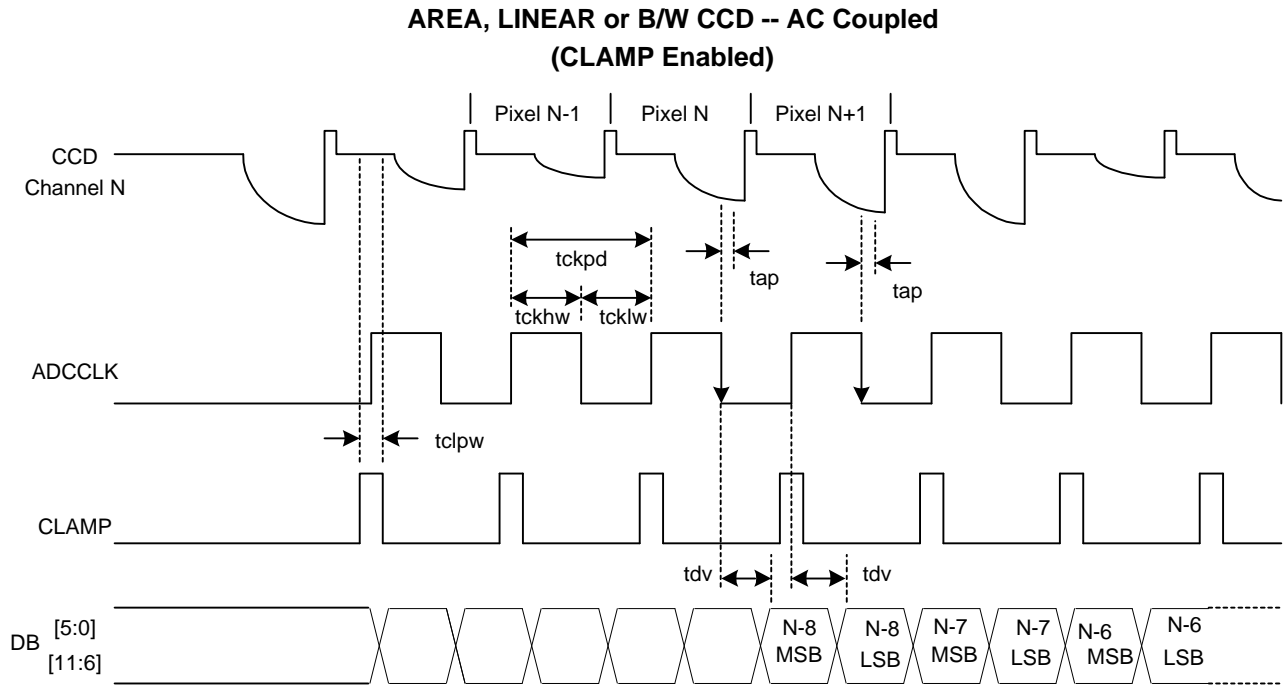 AREA, LINEAR or B/W CCD -- AC Coupled
(CLAMP Enabled)
Pixel N-1 Pixel N Pixel N+1
CCD
Channel N
tckpd
tap
tap
tckhw tcklw
ADCCLK
tclpw
CLAMP
tdv tdv
DB [5:0]
[11:6]
N-8 MSB
N-8 LSB
N-7 MSB
N-7 LSB
N-6 MSB
N-6 LSB